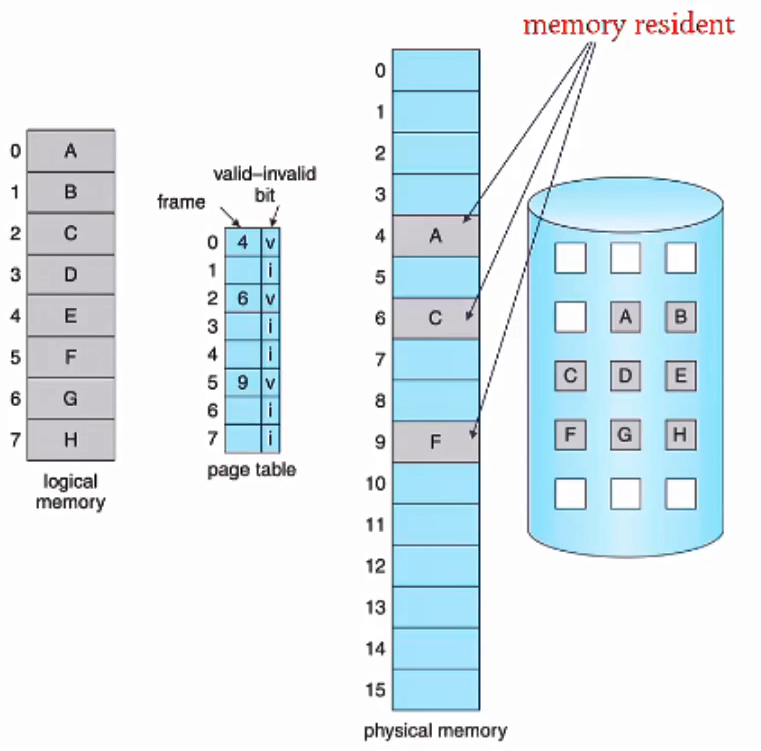 memory resident
0 A
1 B
2 C
3 D
4 E
5 F
6 G
7 H
logical
memory
valid–invalid
bit
frame
0 4 v
1 i
2 6 v
3 i
4 i
5 9 v
6 i
7 i
page table
0
1
2
3
4 A
5
6 C
7
8
9 F
10
11
12
13
14
15
physical memory
A B
C D E
F G H